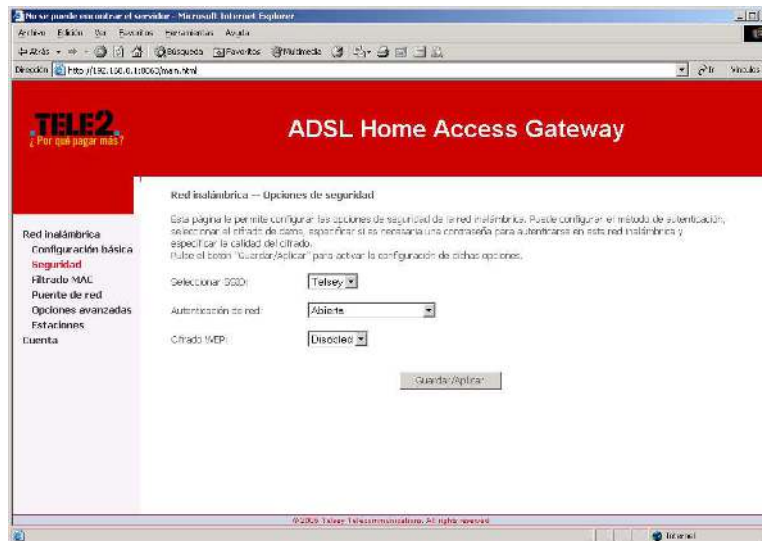 No se puede encontrar el servidor - Microsoft Internet Explorer
Archivo Edición Ver Favoritos Herramientas Ayuda
Atrás Búsqueda Favoritos Multimedia
Dirección Ir Vínculos
TELE2
¿Por qué pagar más?
ADSL Home Access Gateway
Red inalámbrica -- Opciones de seguridad
Esta página le permite configurar las opciones de seguridad de la red inalámbrica. Puede configurar el método de autenticación,
seleccionar el cifrado de datos, especificar si es necesaria una contraseña para autenticarse en esta red inalámbrica y
especificar la calidad del cifrado.
Pulse el botón "Guardar/Aplicar" para activar la configuración de dichas opciones.
Red inalámbrica
Configuración básica
Seguridad
Filtrado MAC
Puente de red
Opciones avanzadas
Estaciones
Cuenta
Seleccionar SSID: Telsey
Autenticación de red: Abierta
Cifrado WEP: Disabled
Guardar/Aplicar
Telsey Telecommunications. All rights reserved
Internet